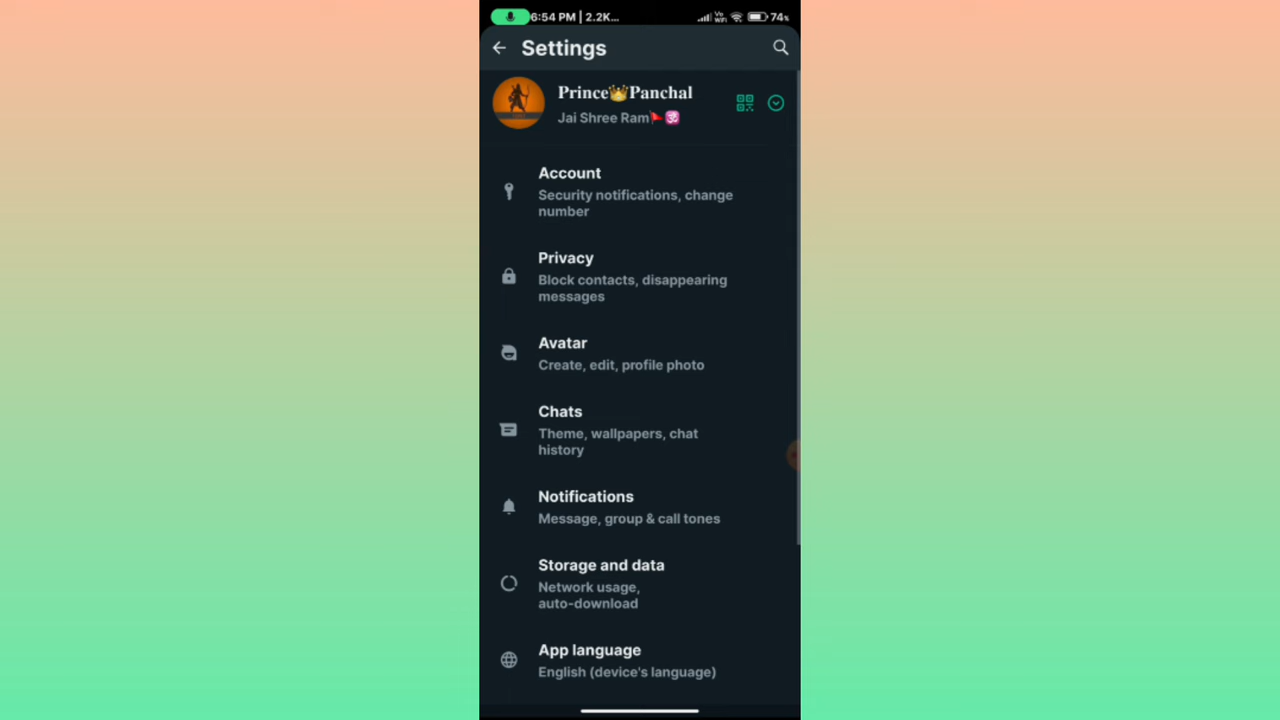 6:54 PM | 2.2K... Vo WiFi 74%
Settings
Prince👑Panchal
Jai Shree Ram🚩🕉️
Account
Security notifications, change
number
Privacy
Block contacts, disappearing
messages
Avatar
Create, edit, profile photo
Chats
Theme, wallpapers, chat
history
Notifications
Message, group & call tones
Storage and data
Network usage,
auto-download
App language
English (device's language)